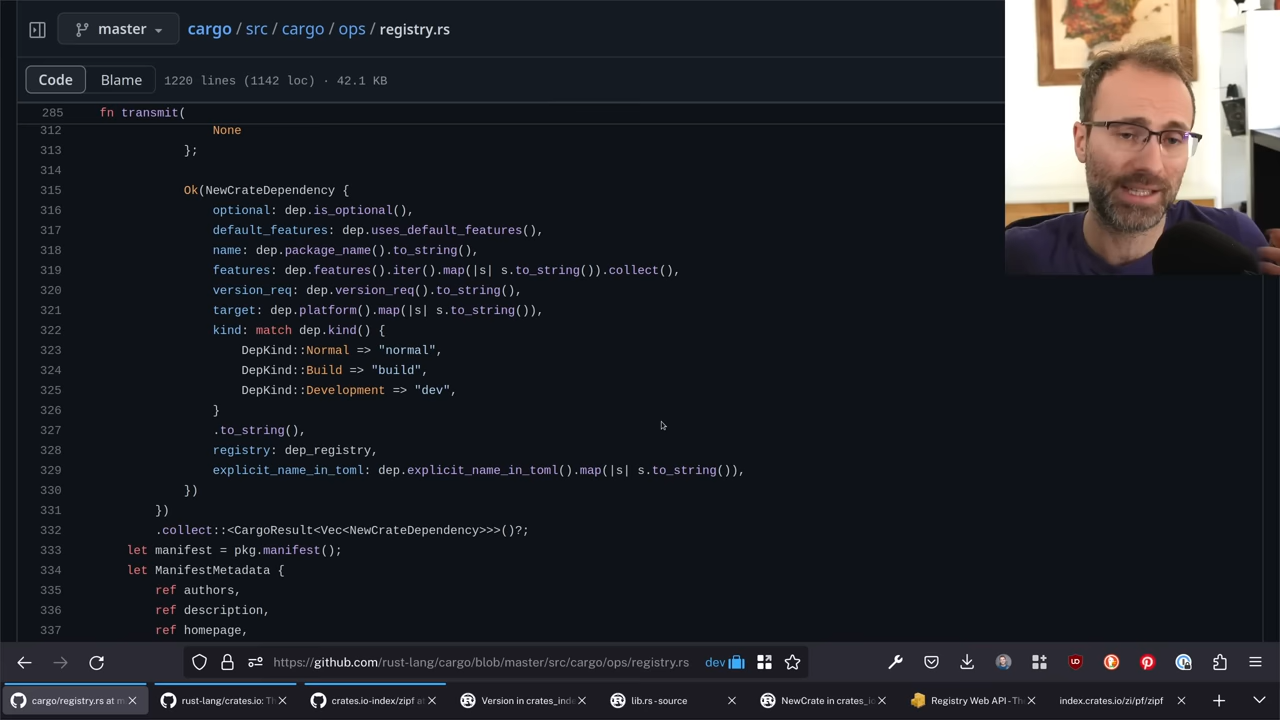 master
cargo / src / cargo / ops / registry.rs
Code
Blame
1220 lines (1142 loc) · 42.1 KB
285 fn transmit(
312 None
313 };
314
315 Ok(NewCrateDependency {
316 optional: dep.is_optional(),
317 default_features: dep.uses_default_features(),
318 name: dep.package_name().to_string(),
319 features: dep.features().iter().map(|s| s.to_string()).collect(),
320 version_req: dep.version_req().to_string(),
321 target: dep.platform().map(|s| s.to_string()),
322 kind: match dep.kind() {
323 DepKind::Normal => "normal",
324 DepKind::Build => "build",
325 DepKind::Development => "dev",
326 }
327 .to_string(),
328 registry: dep_registry,
329 explicit_name_in_toml: dep.explicit_name_in_toml().map(|s| s.to_string()),
330 })
331 })
332 .collect::<CargoResult<Vec<NewCrateDependency>>>()?;
333 let manifest = pkg.manifest();
334 let ManifestMetadata {
335 ref authors,
336 ref description,
337 ref homepage,
https://github.com/rust-lang/cargo/blob/master/src/cargo/ops/registry.rs
dev
cargo/registry.rs at m
rust-lang/crates.io: Th
crates.io-index/zipf at
Version in crates_inde
lib.rs - source
NewCrate in crates_io
Registry Web API - The
index.crates.io/zi/pf/zipf